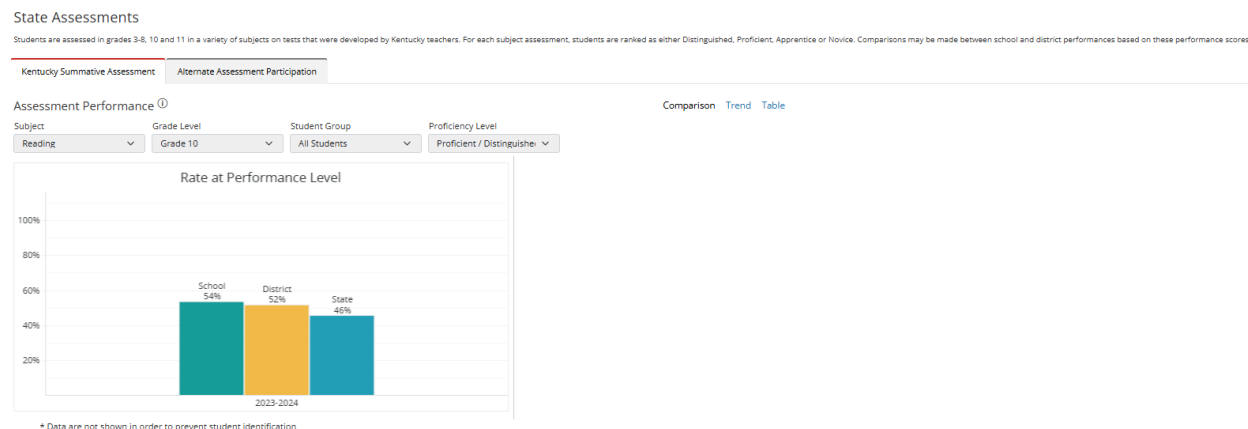 State Assessments
Students are assessed in grades 3-8, 10 and 11 in a variety of subjects on tests that were developed by Kentucky teachers. For each subject assessment, students are ranked as either Distinguished, Proficient, Apprentice or Novice. Comparisons may be made between school and district performances based on these performance scores
Kentucky Summative Assessment Alternate Assessment Participation
Assessment Performance ⓘ Comparison Trend Table
Subject Grade Level Student Group Proficiency Level
Reading Grade 10 All Students Proficient / Distinguishe
Rate at Performance Level
100%
80%
60%
40%
20%
School
54%
District
52%
State
46%
2023-2024
* Data are not shown in order to prevent student identification